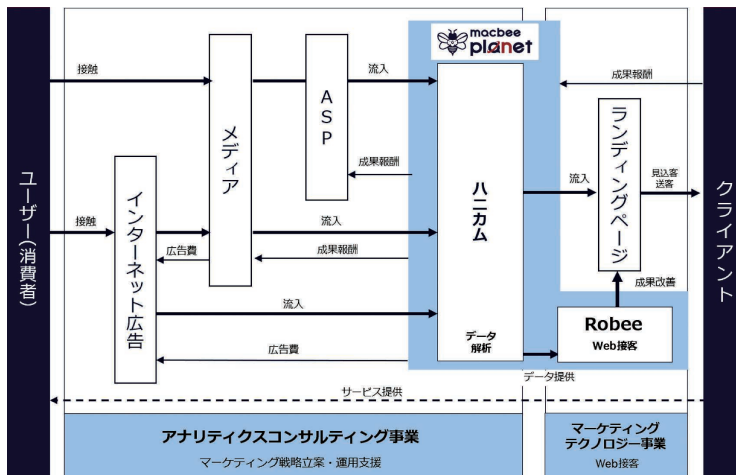 macbee
planet
ユーザー(消費者)
接触
メディア
ASP
流入
成果報酬
ハニカム
成果報酬
ランディングページ
流入
見込客
送客
クライアント
接触
インターネット広告
広告費
流入
成果報酬
成果改善
流入
Robee
Web接客
データ
解析
広告費
データ提供
サービス提供
アナリティクスコンサルティング事業
マーケティング戦略立案・運用支援
マーケティング
テクノロジー事業
Web接客